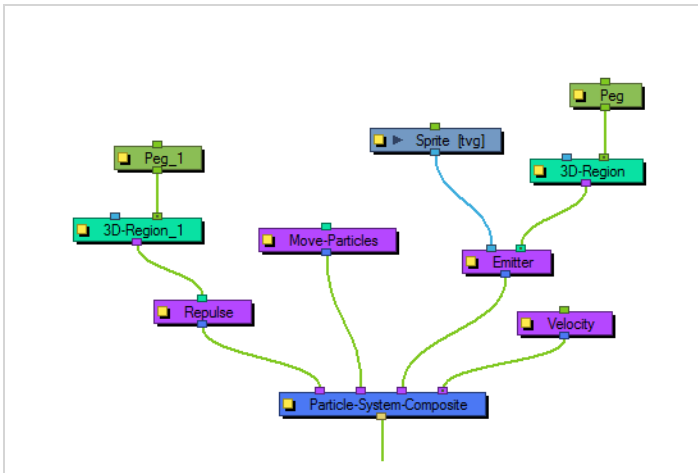 Peg
Sprite [tvg]
Peg_1
3D-Region
3D-Region_1
Move-Particles
Emitter
Repulse
Velocity
Particle-System-Composite